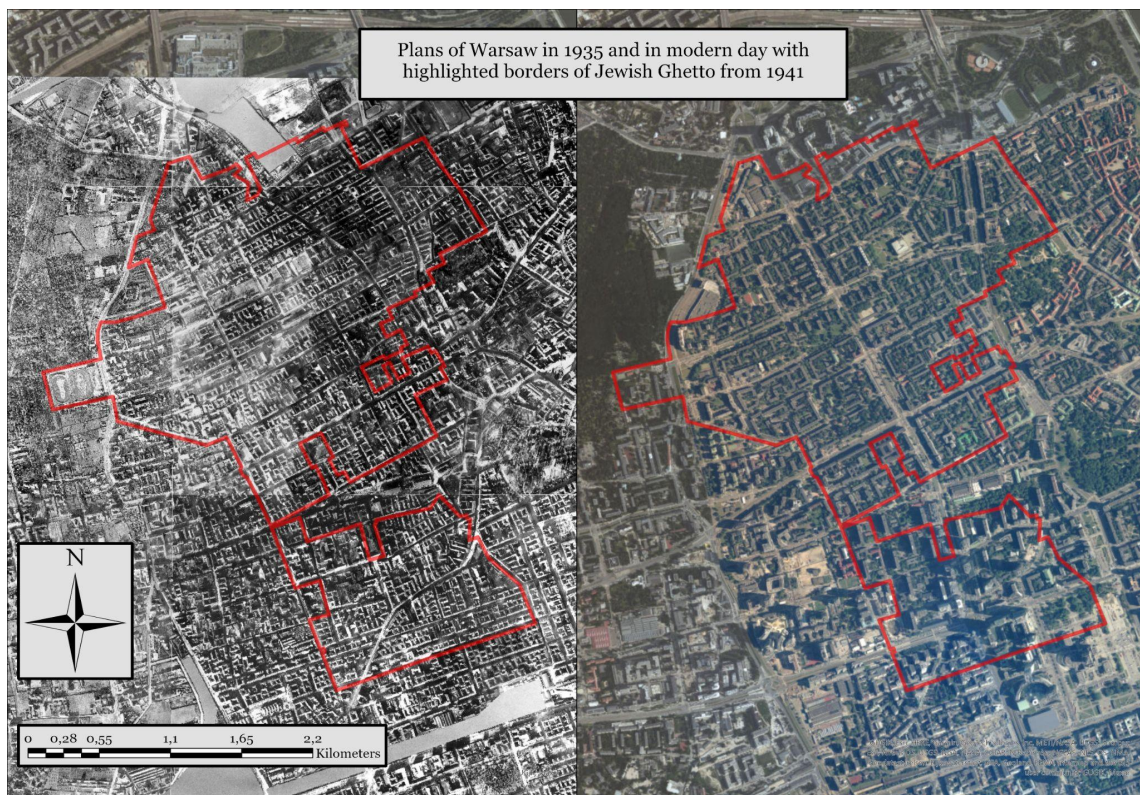 Plans of Warsaw in 1935 and in modern day with
highlighted borders of Jewish Ghetto from 1941
N
0 0,28 0,55 1,1 1,65 2,2
Kilometers